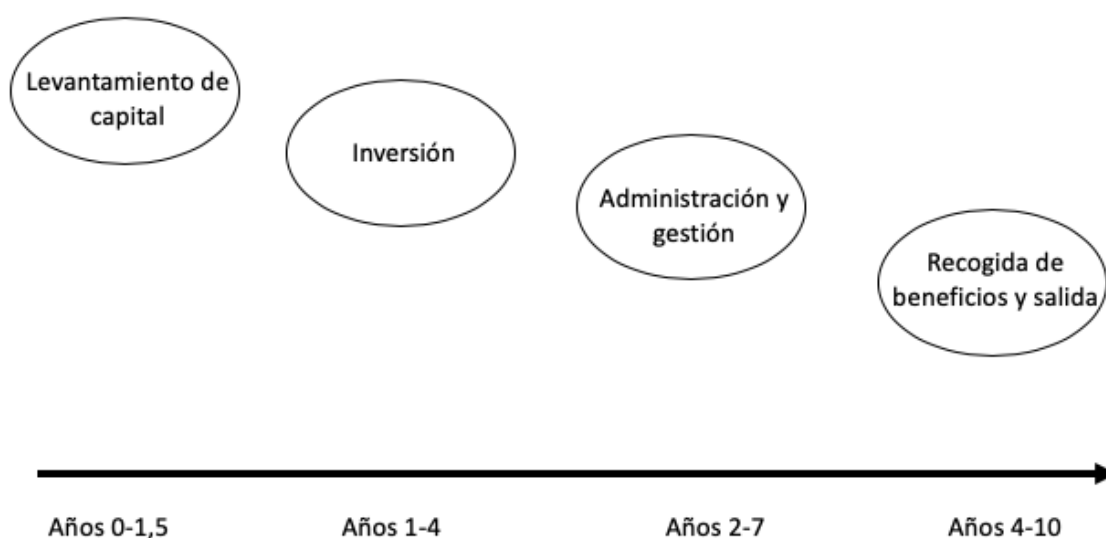 Levantamiento de
capital
Inversión
Administración y
gestión
Recogida de
beneficios y salida
Años 0-1,5
Años 1-4
Años 2-7
Años 4-10